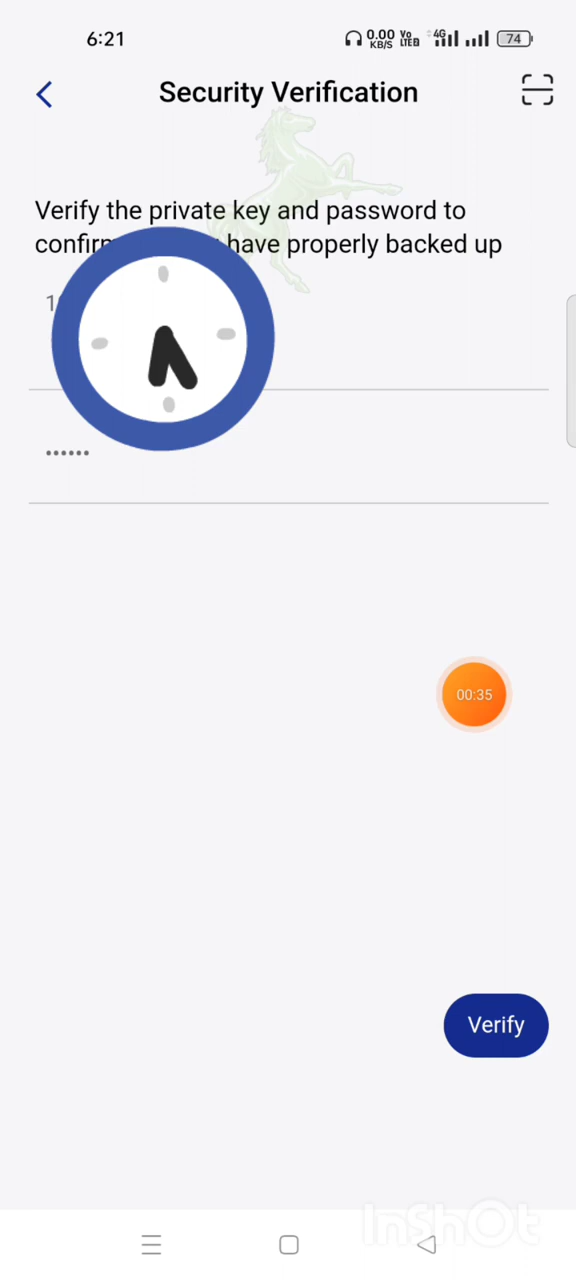 6:21
0.00 KB/S Vo LTE 2 4G 74
Security Verification
Verify the private key and password to
have properly backed up
••••••
00:35
Verify
InShOt